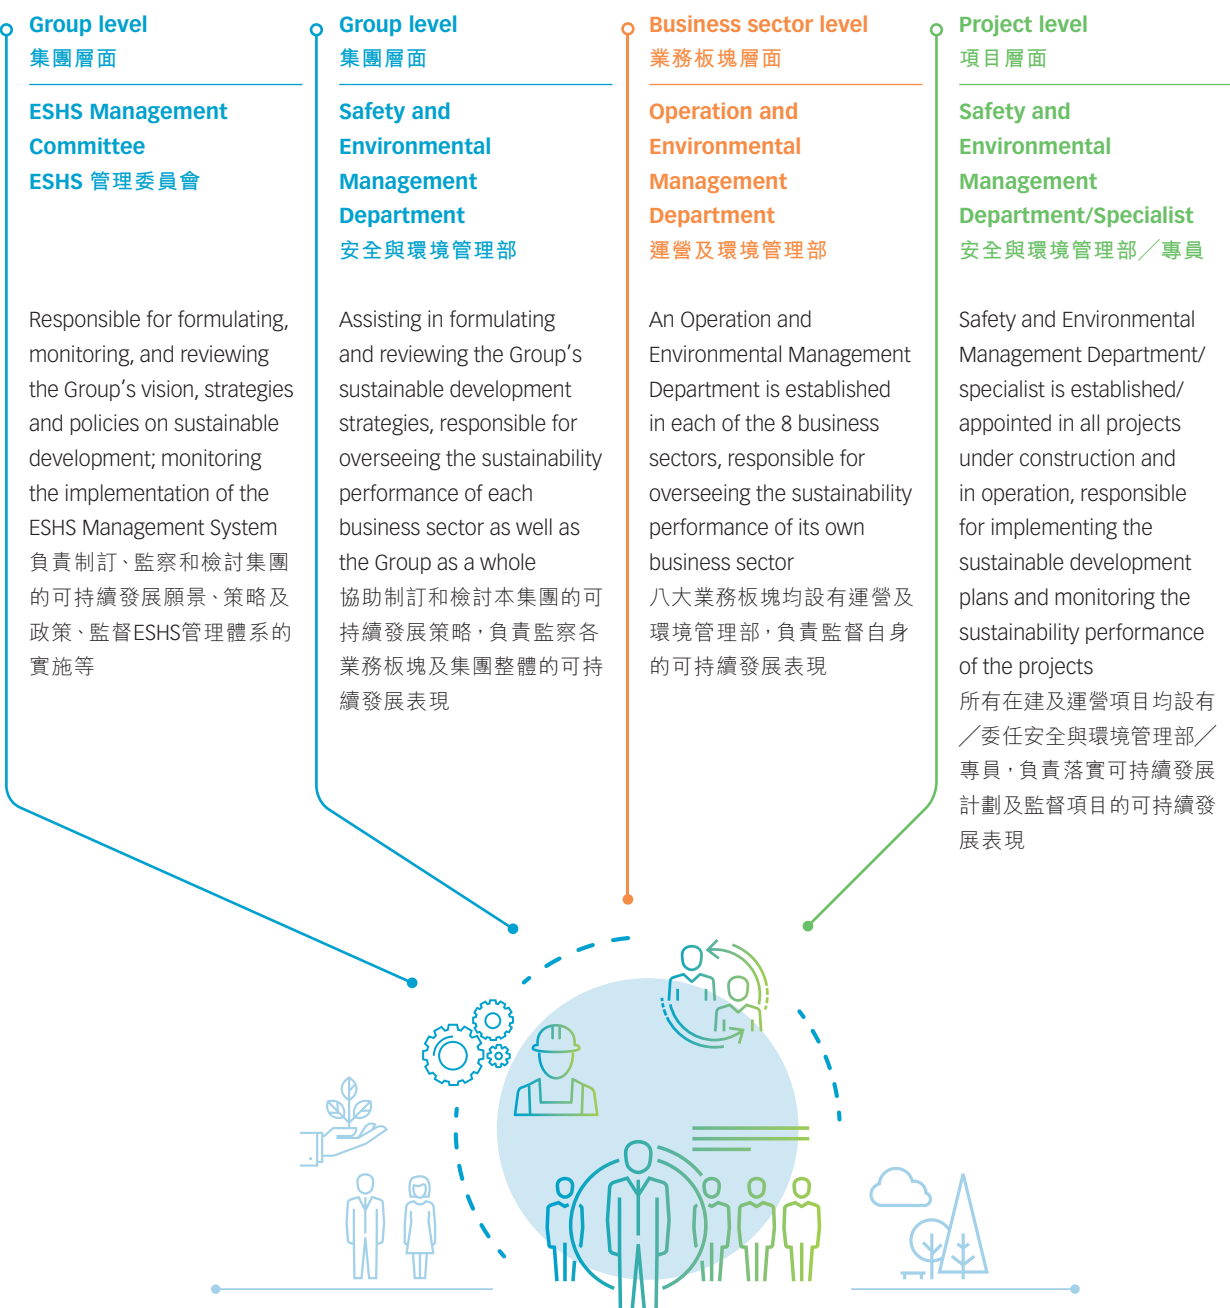 Group level
集團層面
ESHS Management
Committee
ESHS 管理委員會
Responsible for formulating,
monitoring, and reviewing
the Group's vision, strategies
and policies on sustainable
development; monitoring
the implementation of the
ESHS Management System
負責制訂、監察和檢討集團
的可持續發展願景、策略及
政策、監督ESHS管理體系的
實施等
Group level
集團層面
Safety and
Environmental
Management
Department
安全與環境管理部
Assisting in formulating
and reviewing the Group's
sustainable development
strategies, responsible for
overseeing the sustainability
performance of each
business sector as well as
the Group as a whole
協助制訂和檢討本集團的可
持續發展策略，負責監察各
業務板塊及集團整體的可持
續發展表現
Business sector level
業務板塊層面
Operation and
Environmental
Management
Department
運營及環境管理部
An Operation and
Environmental Management
Department is established
in each of the 8 business
sectors, responsible for
overseeing the sustainability
performance of its own
business sector
八大業務板塊均設有運營及
環境管理部，負責監督自身
的可持續發展表現
Project level
項目層面
Safety and
Environmental
Management
Department/Specialist
安全與環境管理部／專員
Safety and Environmental
Management Department/
specialist is established/
appointed in all projects
under construction and
in operation, responsible
for implementing the
sustainable development
plans and monitoring the
sustainability performance
of the projects
所有在建及運營項目均設有
／委任安全與環境管理部／
專員，負責落實可持續發展
計劃及監督項目的可持續發
展表現